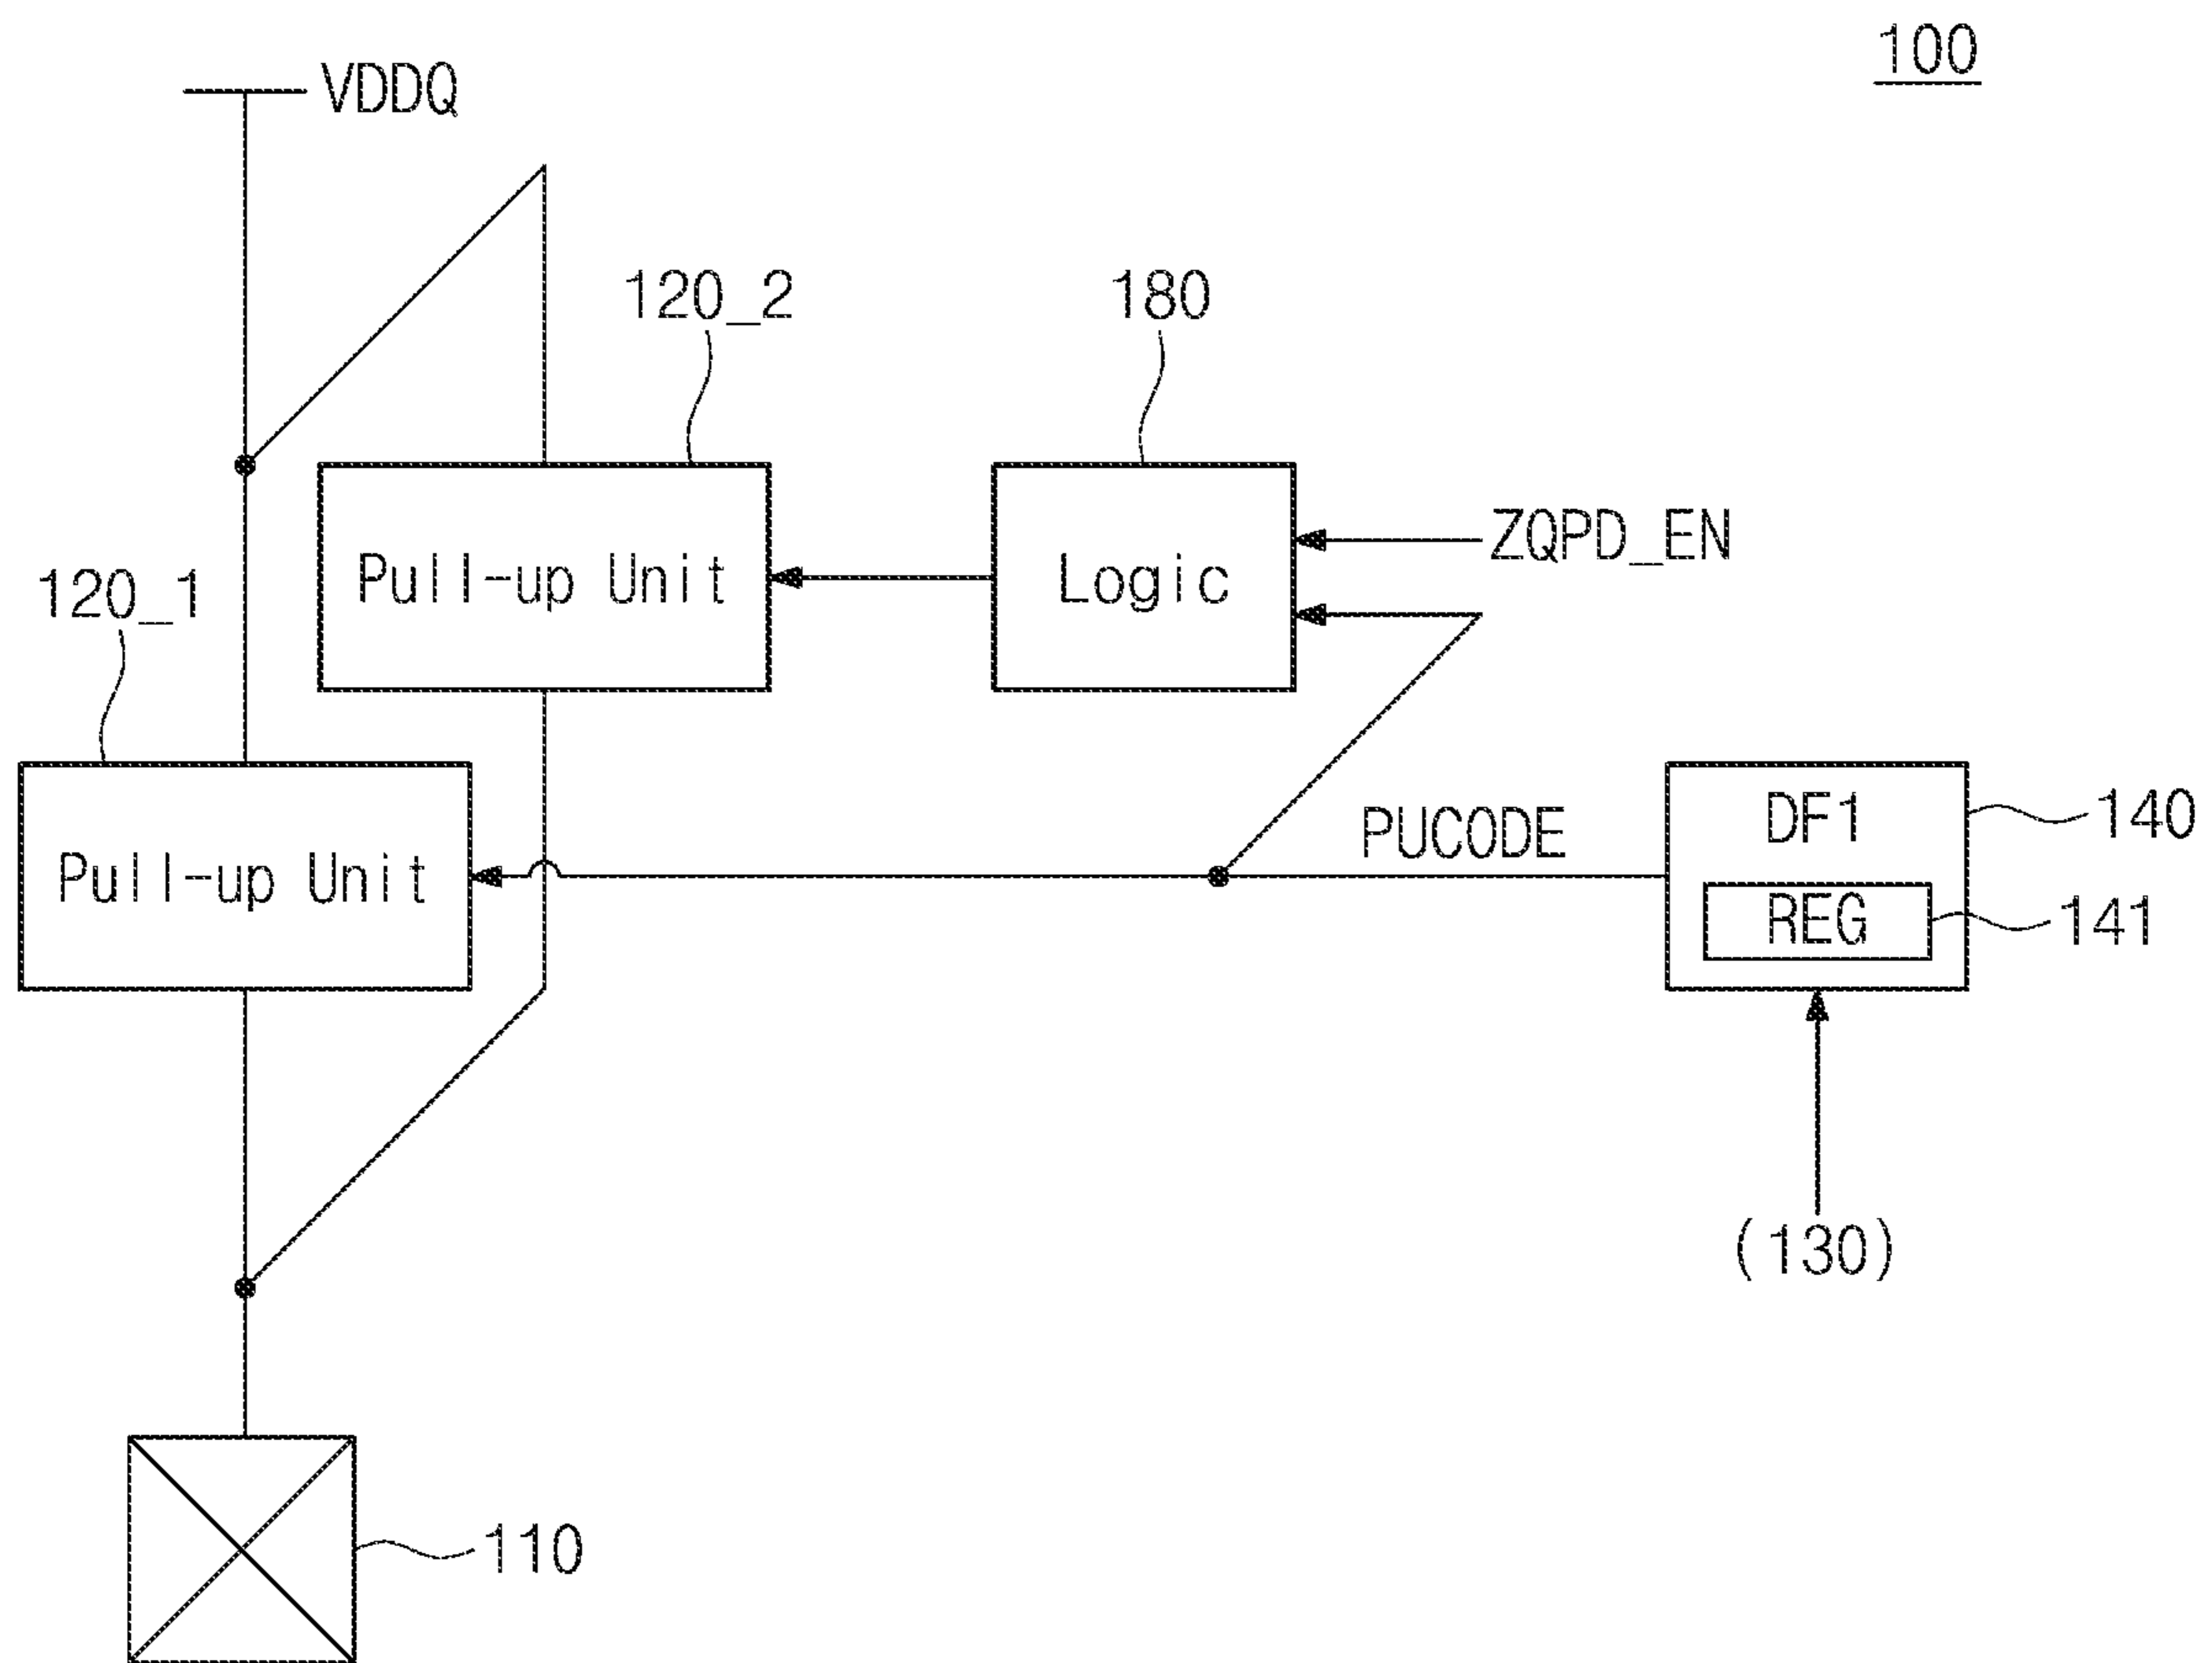 100
VDDQ
120_2
180
ZQPD_EN
Pull-up Unit
Logic
120_1
PUCODE
DF1
140
Pull-up Unit
REG
141
(130)
110